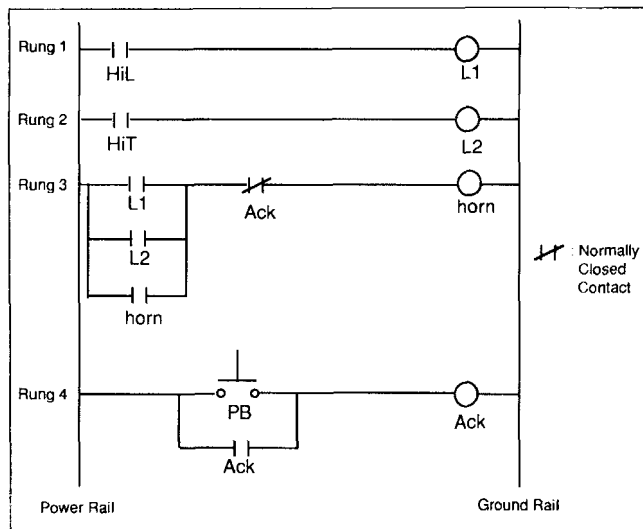 Rung 1
HiL
L1
Rung 2
HiT
L2
Rung 3
L1
Ack
horn
L2
horn
: Normally
Closed
Contact
Rung 4
PB
Ack
Ack
Power Rail
Ground Rail